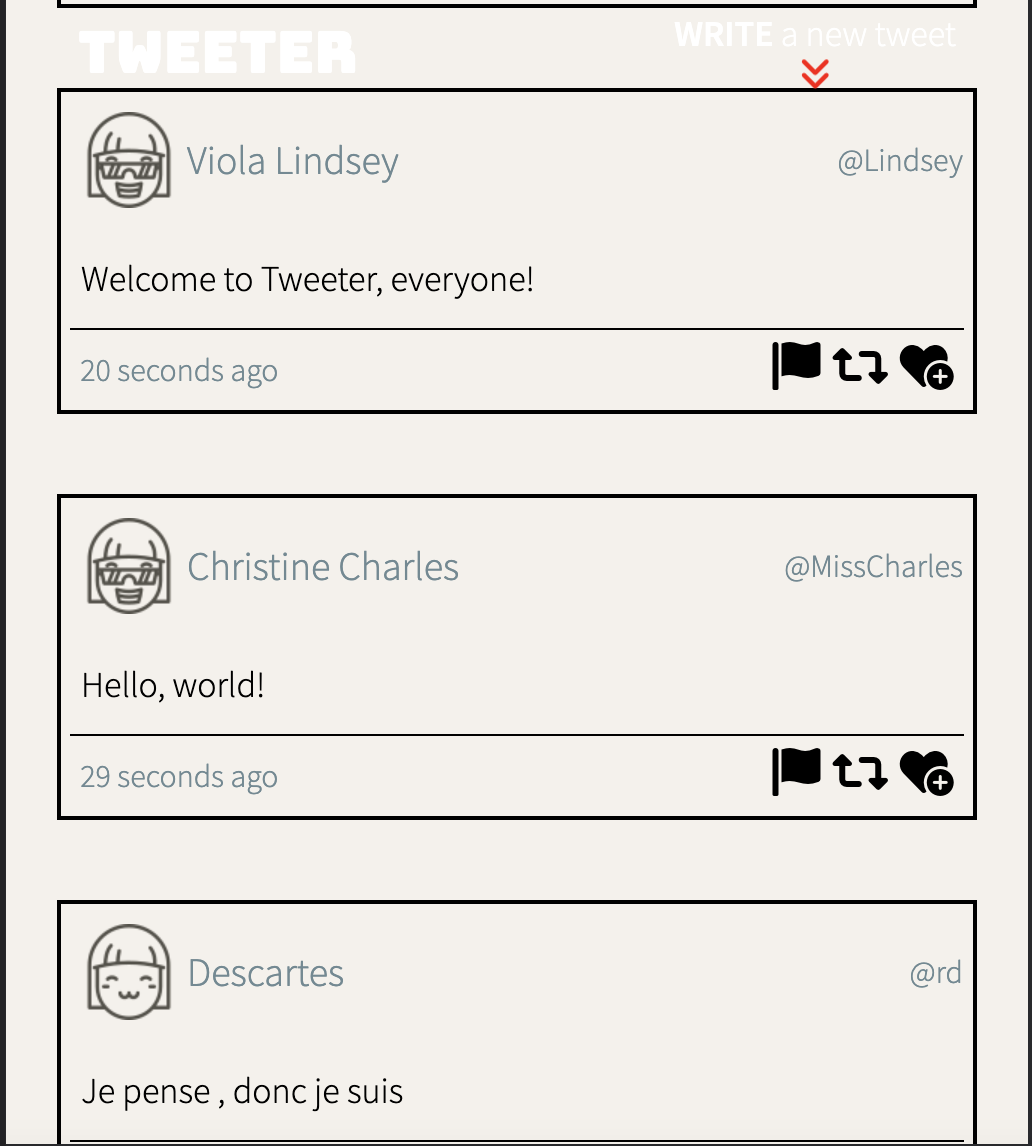 TWEETER
WRITE a new tweet
Viola Lindsey
@Lindsey
Welcome to Tweeter, everyone!
20 seconds ago
Christine Charles
@MissCharles
Hello, world!
29 seconds ago
Descartes
@rd
Je pense , donc je suis